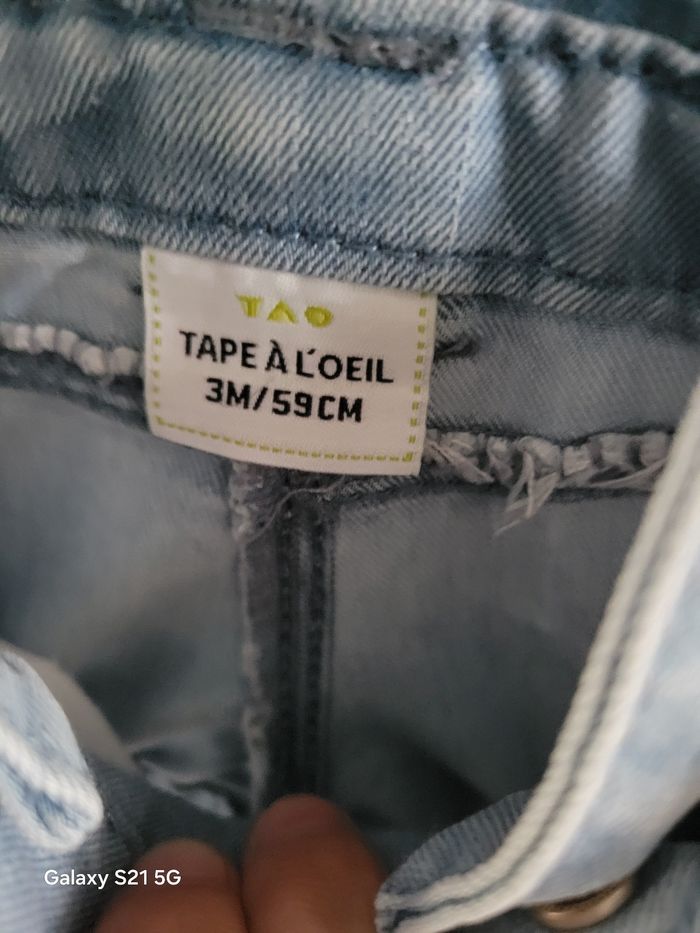 TAO
TAPE À L'OEIL
3M/59CM
Galaxy S21 5G